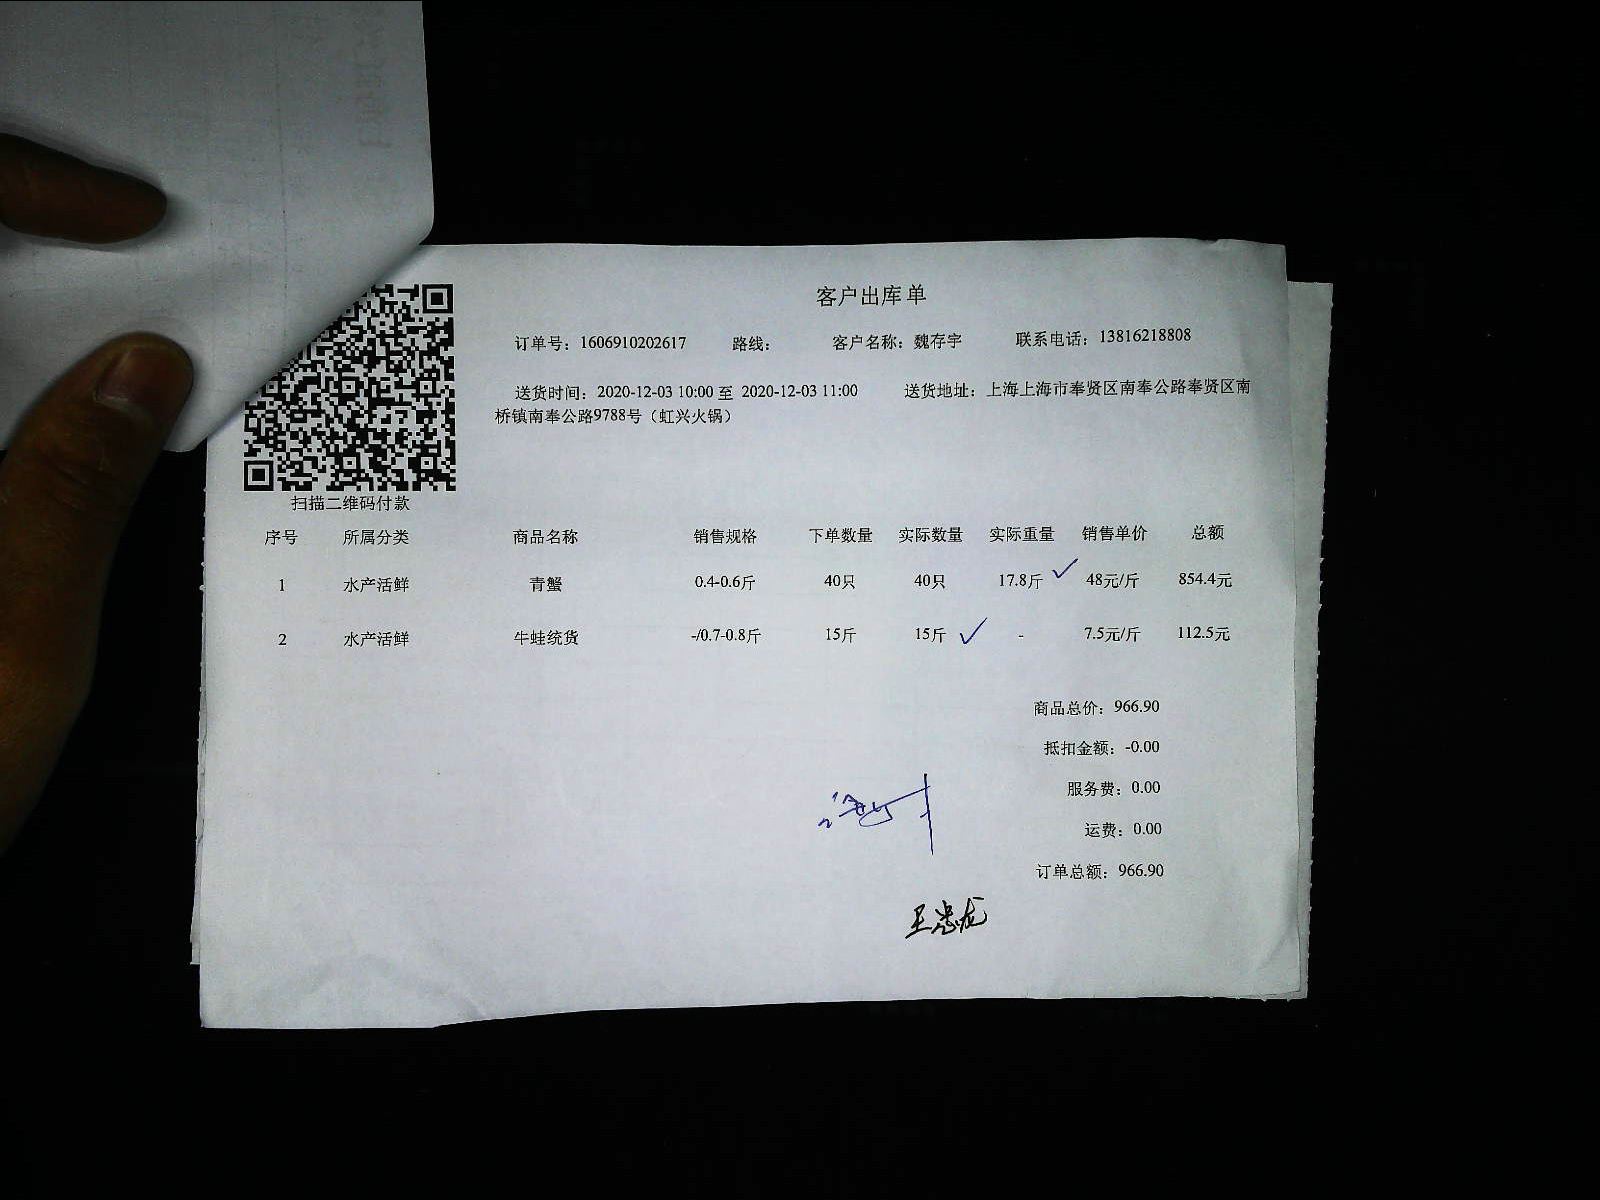 客户出库单
订单号：1606910202617 路线： 客户名称：魏存宇 联系电话：13816218808
送货时间：2020-12-03 10:00 至 2020-12-03 11:00 送货地址：上海上海市奉贤区南奉公路奉贤区南
桥镇南奉公路9788号（虹兴火锅）
扫描二维码付款
序号 所属分类 商品名称 销售规格 下单数量 实际数量 实际重量 销售单价 总额
1 水产活鲜 青蟹 0.4-0.6斤 40只 40只 17.8斤 48元/斤 854.4元
2 水产活鲜 牛蛙统货 -/0.7-0.8斤 15斤 15斤 - 7.5元/斤 112.5元
商品总价：966.90
抵扣金额：-0.00
服务费：0.00
运费：0.00
订单总额：966.90
王忠龙